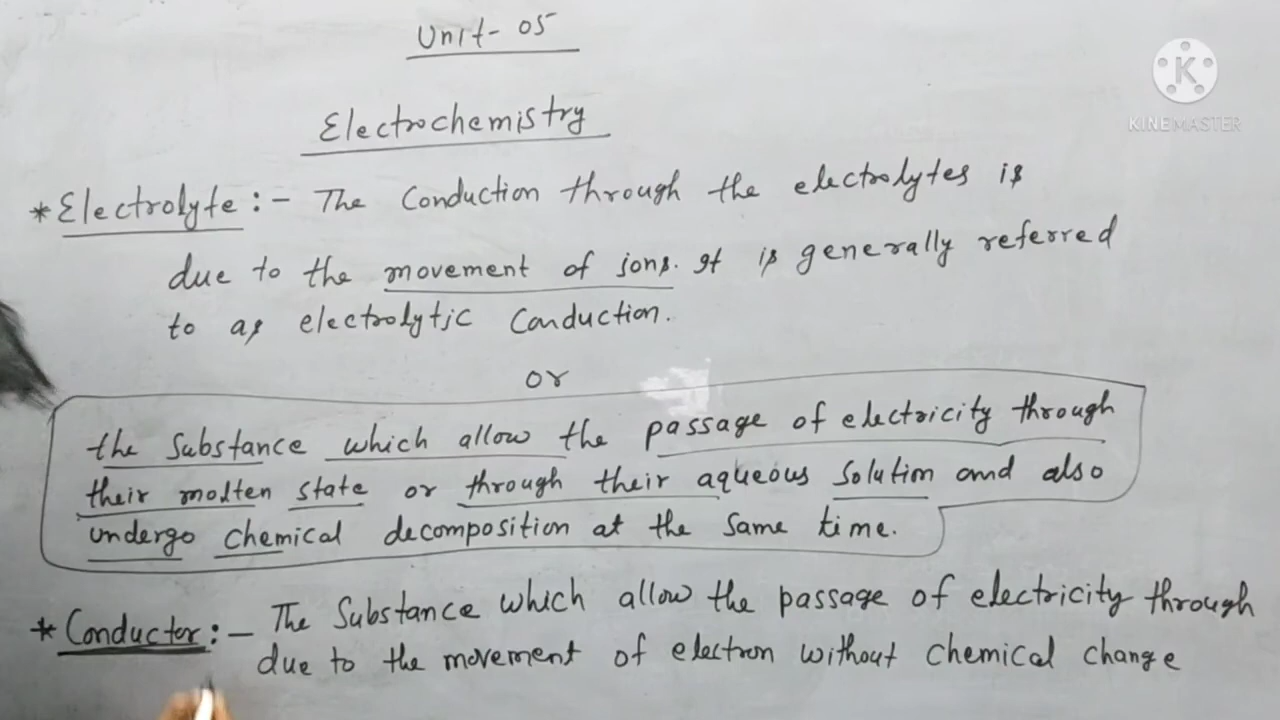 Unit- 05
Electrochemistry
KINEMASTER
*Electrolyte :- The Conduction through the electrolytes is
due to the movement of ions. It is generally referred
to as electrolytic Conduction.
or
the Substance which allow the passage of electricity through
their molten state or through their aqueous Solution and also
undergo chemical decomposition at the Same time.
* Conductor :- The Substance which allow the passage of electricity through
due to the movement of electron without chemical change